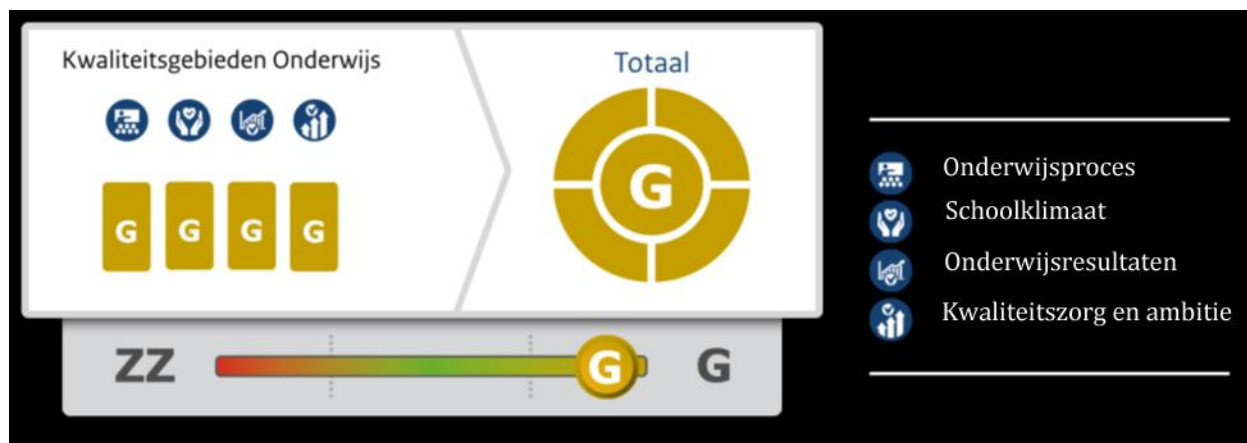 Kwaliteitsgebieden Onderwijs
G G G G
Totaal
G
ZZ G G
Onderwijsproces
Schoolklimaat
Onderwijsresultaten
Kwaliteitszorg en ambitie